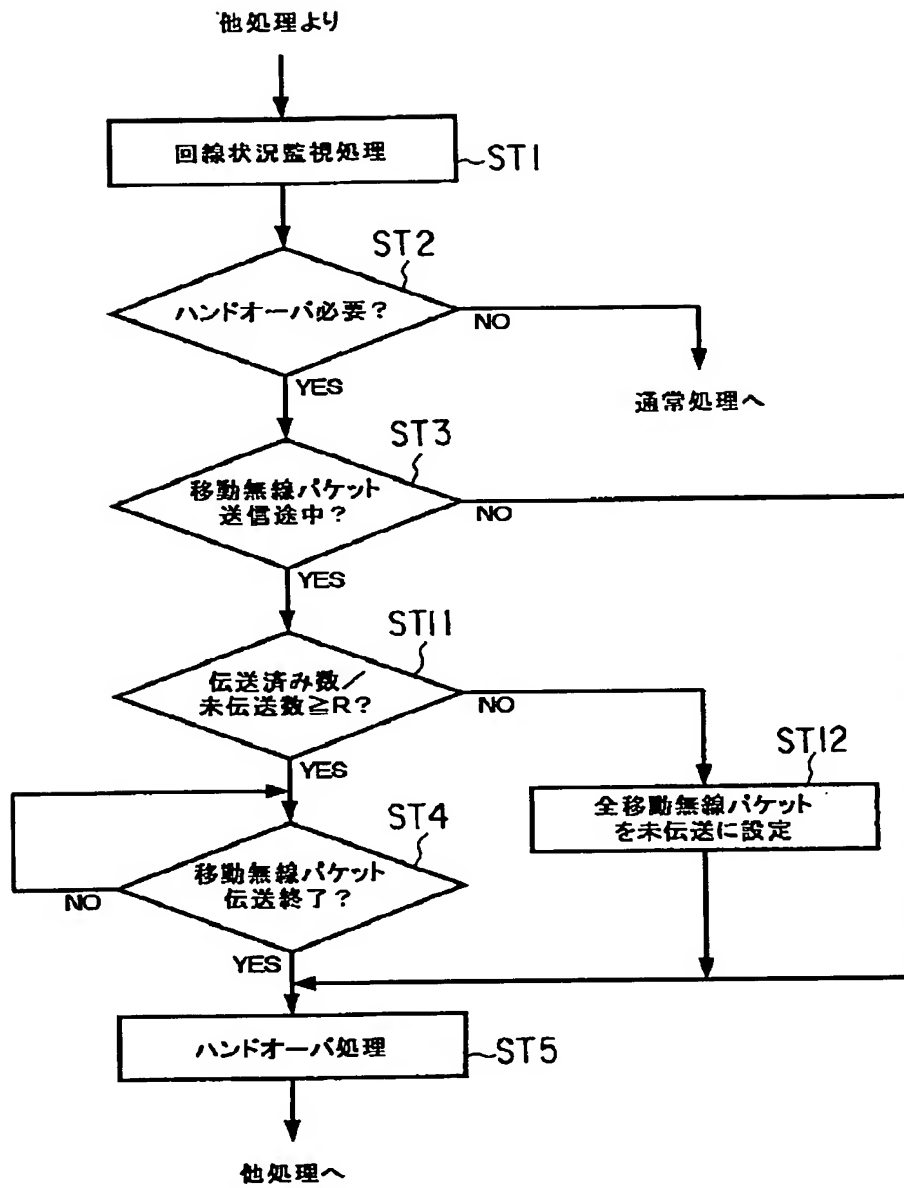 他処理より
回線状況監視処理
ST1
ST2
ハンドオーバ必要？
NO
YES
通常処理へ
ST3
移動無線パケット
送信途中？
NO
YES
ST11
伝送済み数／
未伝送数≧R？
NO
YES
ST12
全移動無線パケット
を未伝送に設定
ST4
移動無線パケット
伝送終了？
NO
YES
ハンドオーバ処理
ST5
他処理へ